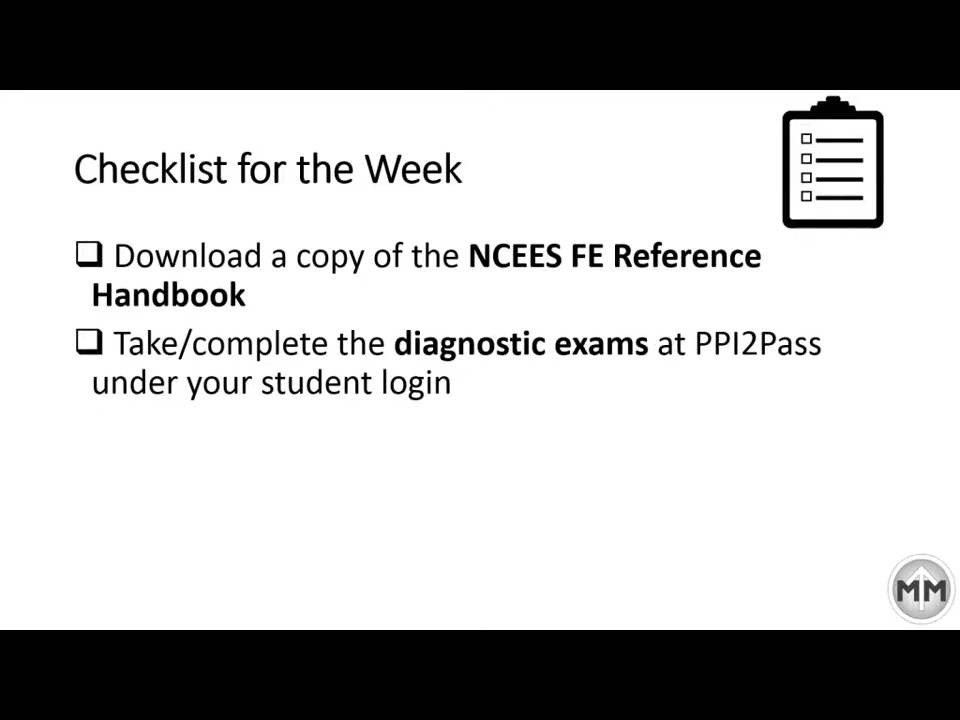 Checklist for the Week
❑ Download a copy of the NCEES FE Reference
Handbook
❑ Take/complete the diagnostic exams at PPI2Pass
under your student login
MM